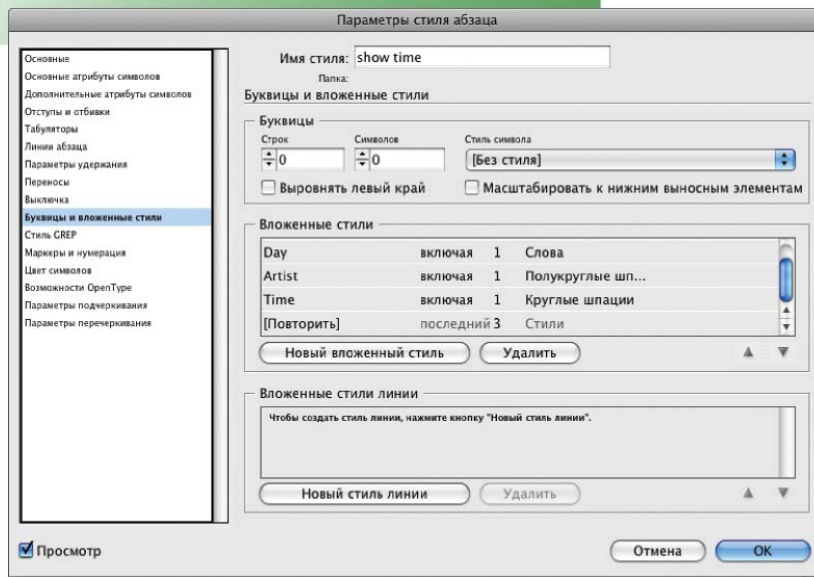 Параметры стиля абзаца
Основные
Основные атрибуты символов
Дополнительные атрибуты символов
Отступы и отбивки
Табуляторы
Линии абзаца
Параметры удержания
Переносы
Выключка
Буквицы и вложенные стили
Стиль GREP
Маркеры и нумерация
Цвет символов
Возможности OpenType
Параметры подчеркивания
Параметры перечеркивания
Имя стиля: show time
Папка:
Буквицы и вложенные стили
Буквицы
Строк Символов Стиль символа
0 0 [Без стиля]
Выровнять левый край Масштабировать к нижним выносным элементам
Вложенные стили
Day включая 1 Слова
Artist включая 1 Полукруглые шп...
Time включая 1 Круглые шпации
[Повторить] последний 3 Стили
Новый вложенный стиль Удалить
Вложенные стили линии
Чтобы создать стиль линии, нажмите кнопку "Новый стиль линии".
Новый стиль линии Удалить
Просмотр Отмена OK